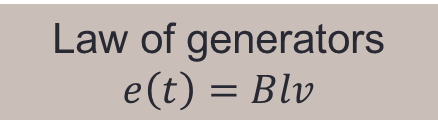 Law of generators
e(t) = Blv